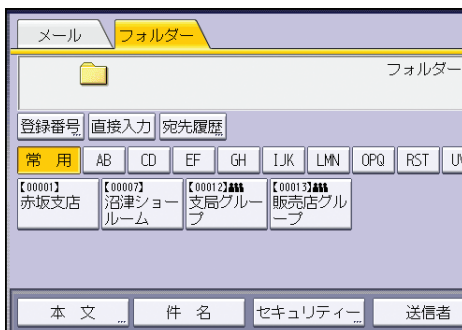 メール フォルダー
フォルダー
登録番号 直接入力 宛先履歴
常用 AB CD EF GH IJK LMN OPQ RST
【00001】 【00007】 【00012】 【00013】
赤坂支店 沼津ショー 支局グルー 販売店グル
ルーム プ ープ
本文 件名 セキュリティー 送信者